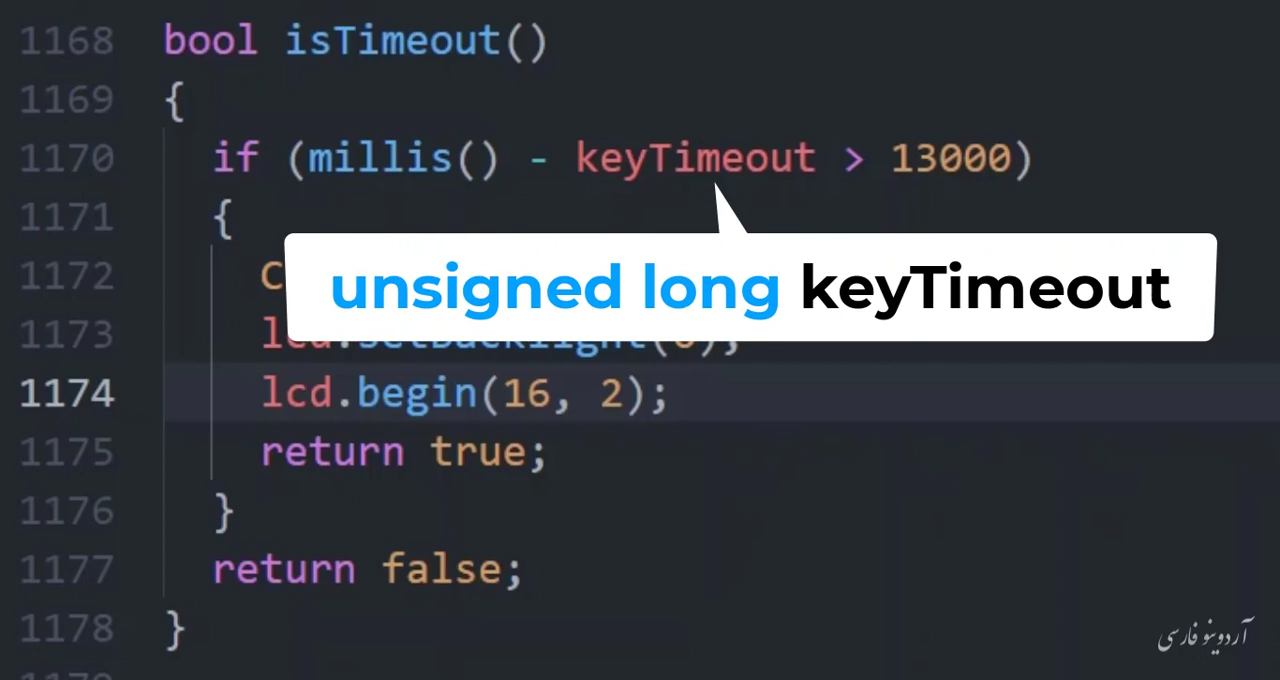 1168 bool isTimeout()
1169 {
1170 if (millis() - keyTimeout > 13000)
1171 {
1172 C
unsigned long keyTimeout
1173
1174 lcd.begin(16, 2);
1175 return true;
1176 }
1177 return false;
1178 }
آردوینو فارسی